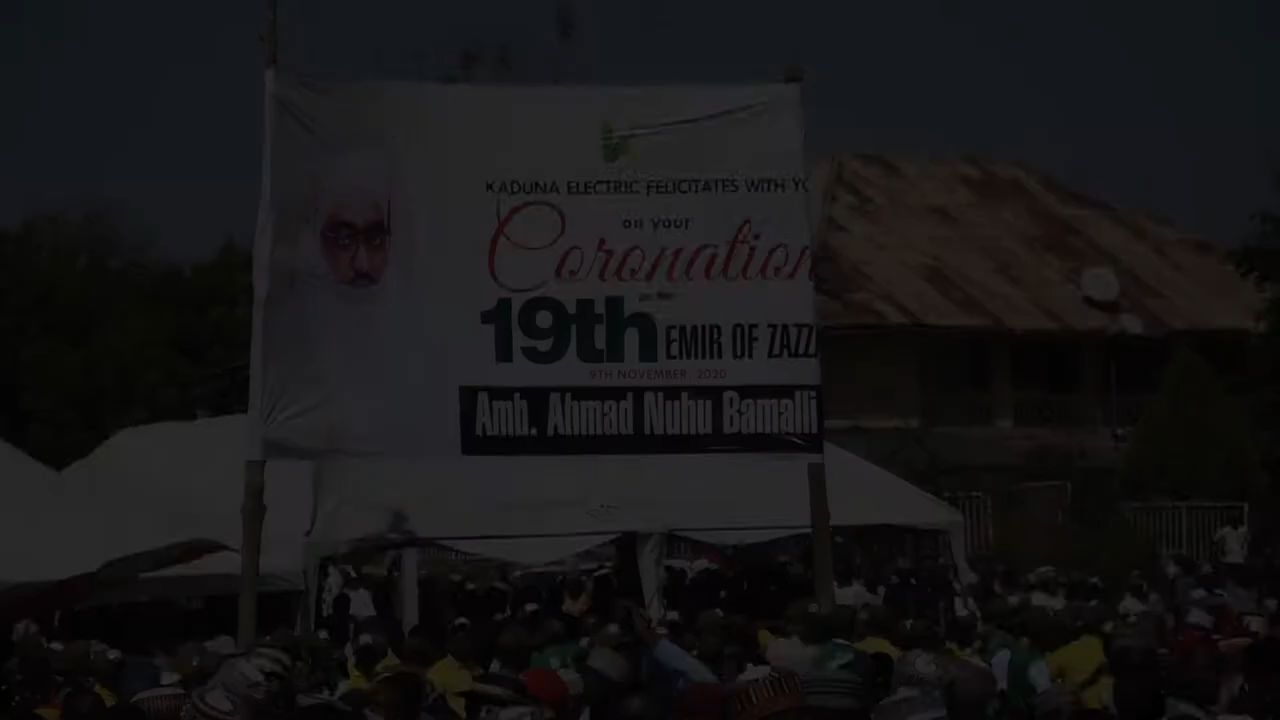 KADUNA ELECTRIC FELICITATES WITH YO
on your
Coronation
19th EMIR OF ZAZZ
9TH NOVEMBER, 2020
Amb. Ahmad Nuhu Bamalli